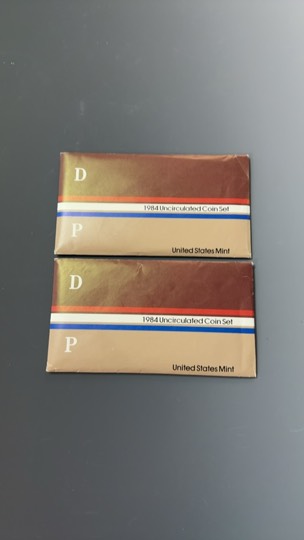 D
1984 Uncirculated Coin Set
P
United States Mint
D
1984 Uncirculated Coin Set
P
United States Mint